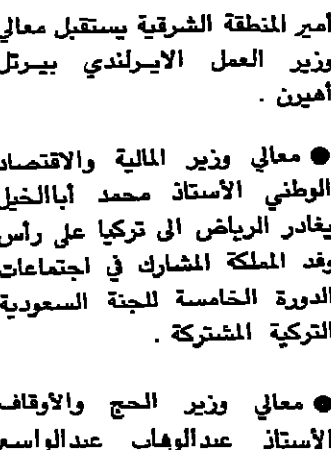 امير المنطقة الشرقية يستقبل معالي
وزير العمل الايرلندي بيرتل
أهيرن .
● معالي وزير المالية والاقتصاد
الوطني الأستاذ محمد أباالخيل
يغادر الرياض الى تركيا على رأس
وفد المملكة المشارك في اجتماعات
الدورة الخامسة للجنة السعودية
التركية المشتركة .
● معالي وزير الحج والأوقاف
الأستاذ عبدالوهاب عبدالواسع